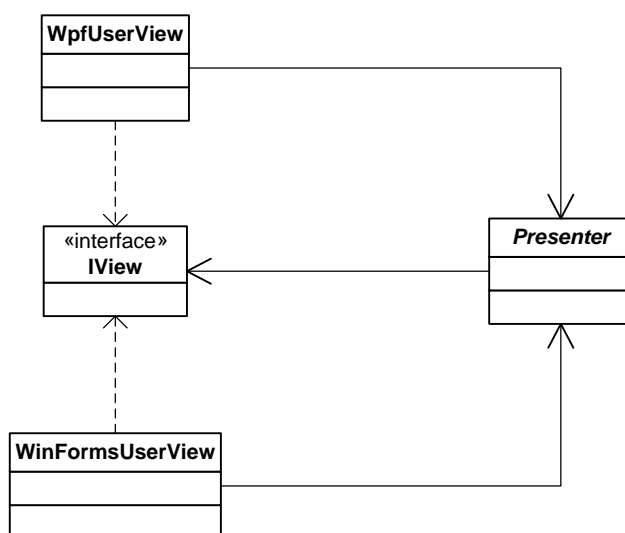 WpfUserView
«interface»
IView
Presenter
WinFormsUserView